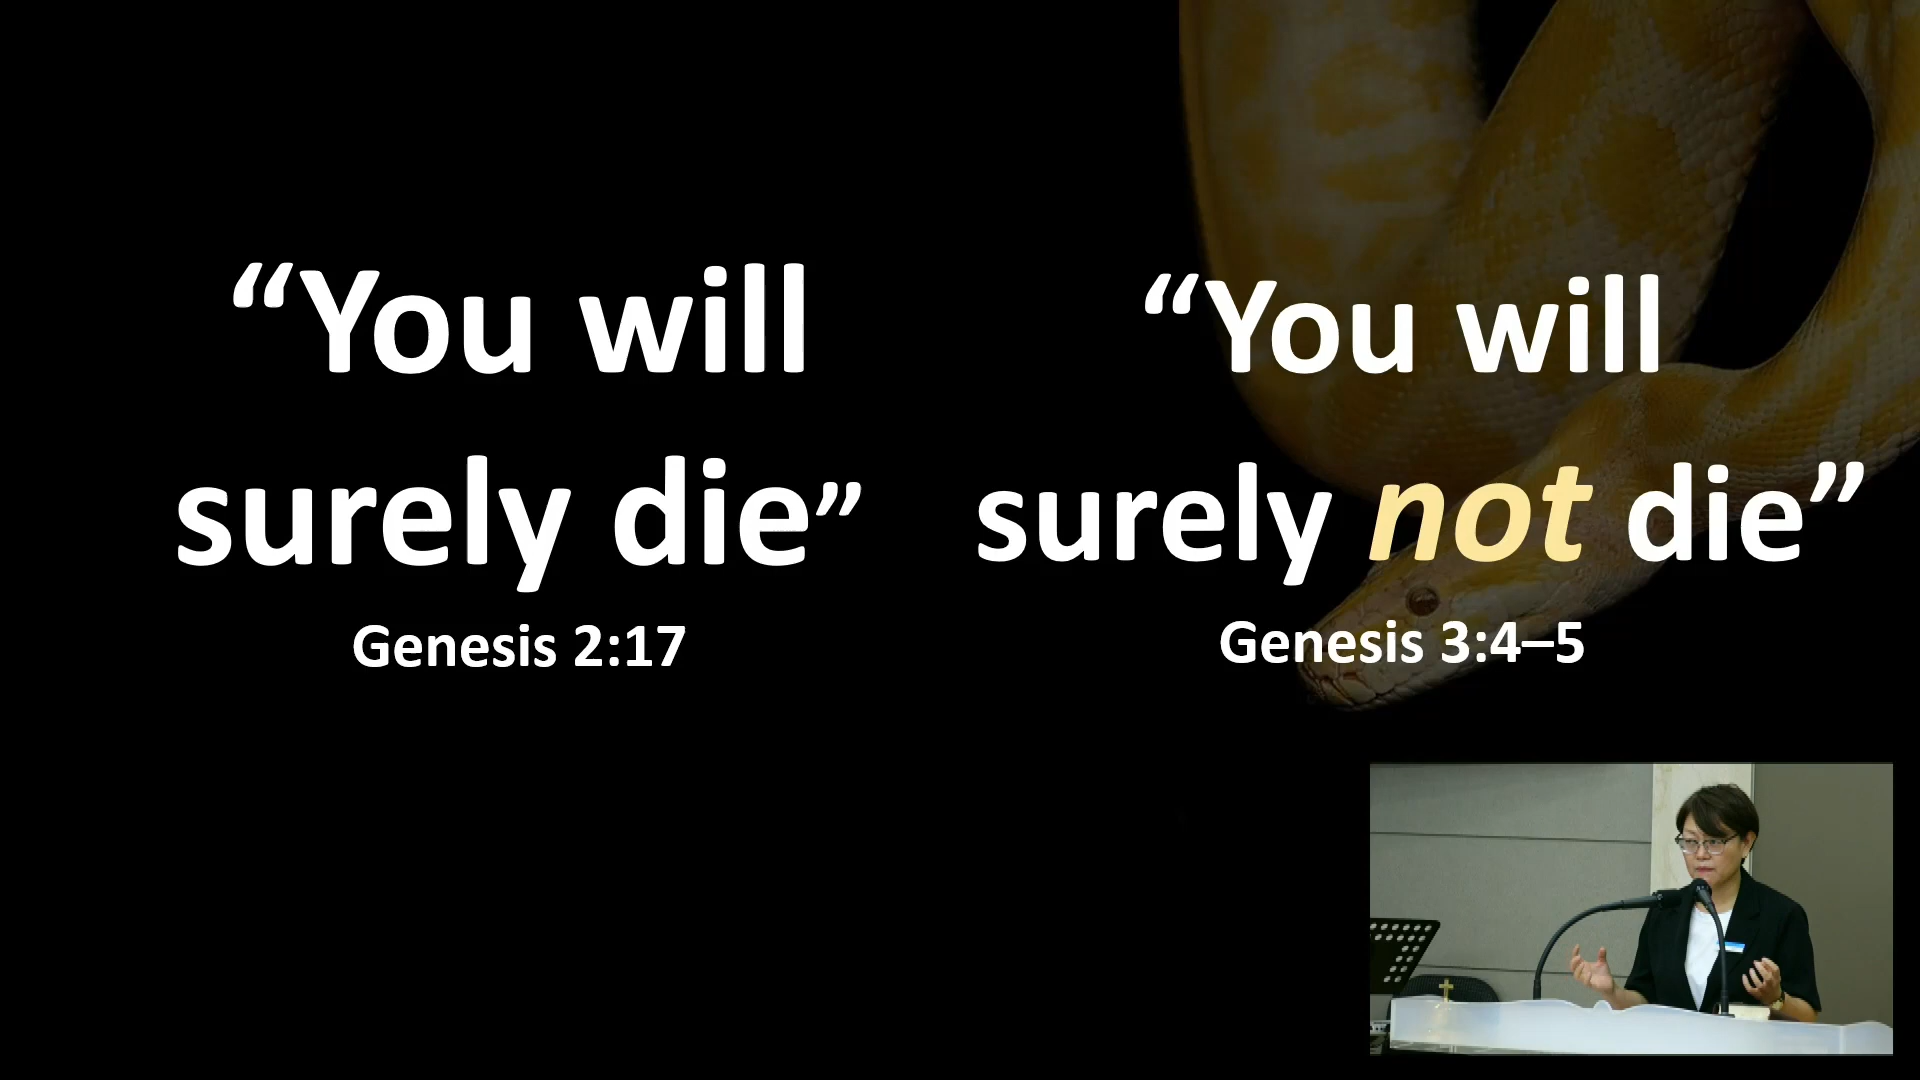 “You will
surely die”
Genesis 2:17
“You will
surely not die”
Genesis 3:4–5